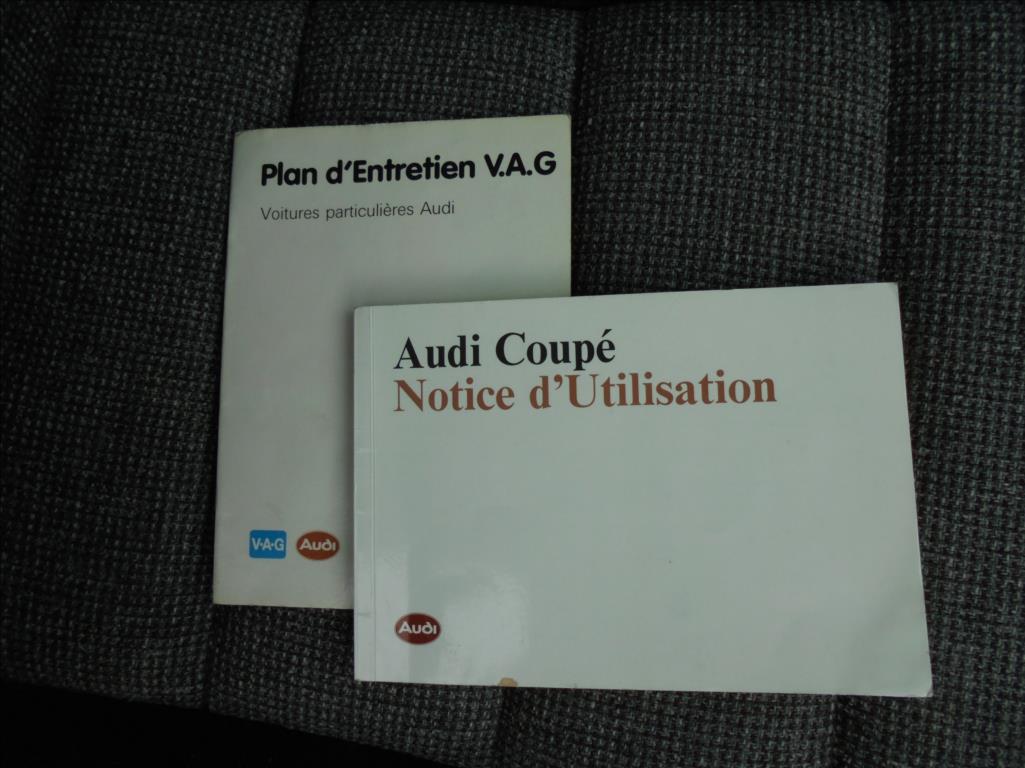 Plan d'Entretien V.A.G
Voitures particulières Audi
V·A·G Audi
Audi Coupé
Notice d'Utilisation
Audi